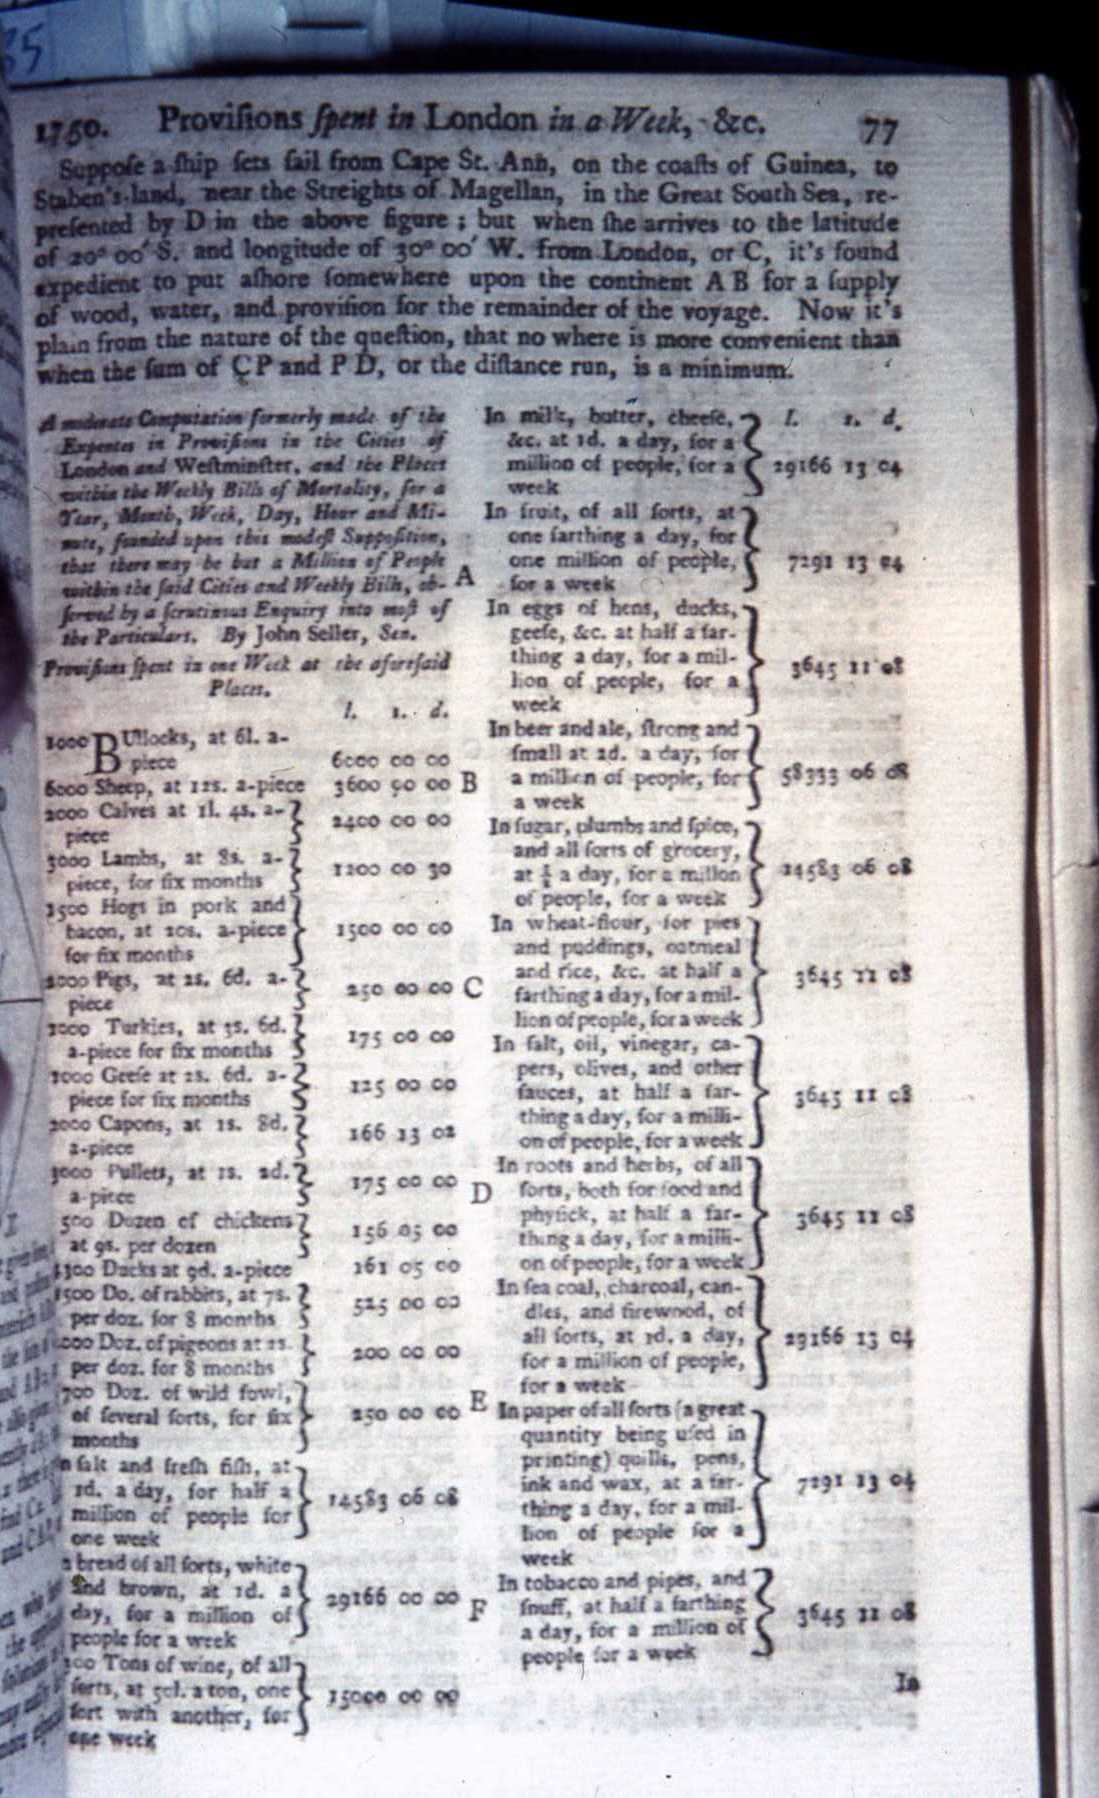 35
1750. Provisions spent in London in a Week, &c. 77
Suppose a ship sets sail from Cape St. Ann, on the coasts of Guinea, to
Staben's-land, near the Streights of Magellan, in the Great South Sea, re-
presented by D in the above figure; but when she arrives to the latitude
of 20° 00′ S. and longitude of 30° 00′ W. from London, or C, it's found
expedient to put ashore somewhere upon the continent A B for a supply
of wood, water, and provision for the remainder of the voyage. Now it's
plain from the nature of the question, that no where is more convenient than
when the sum of C P and P D, or the distance run, is a minimum.
A moderate Computation formerly made of the
Expences in Provisions in the Cities of
London and Westminster, and the Places
within the Weekly Bills of Mortality, for a
Year, Month, Week, Day, Hour and Mi-
nute, founded upon this modest Supposition,
that there may be but a Million of People
within the said Cities and Weekly Bills, ob-
served by a scrutinous Enquiry into most of
the Particulars. By John Seller, Sen.
Provisions spent in one Week at the aforesaid
Places.
l. s. d.
1000 BUllocks, at 6l. a-
piece 6000 00 00
6000 Sheep, at 12s. a-piece 3600 00 00
2000 Calves at 1l. 4s. a-
piece 2400 00 00
3000 Lambs, at 8s. a-
piece, for six months 1200 00 00
1500 Hogs in pork and
bacon, at 20s. a-piece 1500 00 00
for six months
2000 Pigs, at 2s. 6d. a-
piece 250 00 00
1000 Turkies, at 3s. 6d.
a-piece for six months 175 00 00
1000 Geese at 2s. 6d. a-
piece for six months 125 00 00
2000 Capons, at 1s. 8d.
a-piece 166 13 02
3000 Pullets, at 1s. 2d.
a-piece 175 00 00
500 Dozen of chickens
at 9s. per dozen 156 05 00
4300 Ducks at 9d. a-piece 161 05 00
1500 Do. of rabbits, at 7s.
per doz. for 8 months 525 00 00
2000 Doz. of pigeons at 2s.
per doz. for 8 months 200 00 00
700 Doz. of wild fowl,
of several sorts, for six 250 00 00
months
In salt and fresh fish, at
1d. a day, for half a
million of people for 14583 06 08
one week
In bread of all sorts, white
and brown, at 1d. a
day, for a million of 29166 00 00
people for a week
300 Tons of wine, of all
sorts, at 50l. a ton, one
sort with another, for 15000 00 00
one week
A
B
C
D
E
F
l. s. d.
In milk, butter, cheese,
&c. at 1d. a day, for a
million of people, for a 29166 13 04
week
In fruit, of all sorts, at
one farthing a day, for
one million of people, 7291 13 04
for a week
In eggs of hens, ducks,
geese, &c. at half a far-
thing a day, for a mil- 3645 11 08
lion of people, for a
week
In beer and ale, strong and
small at 2d. a day, for
a million of people, for 58333 06 08
a week
In sugar, plumbs and spice,
and all sorts of grocery,
at ½ a day, for a millon 14583 06 08
of people, for a week
In wheat-flour, for pies
and puddings, oatmeal
and rice, &c. at half a 3645 11 08
farthing a day, for a mil-
lion of people, for a week
In salt, oil, vinegar, ca-
pers, olives, and other
sauces, at half a far- 3645 11 08
thing a day, for a milli-
on of people, for a week
In roots and herbs, of all
sorts, both for food and
physick, at half a far- 3645 11 08
thing a day, for a milli-
on of people, for a week
In sea coal, charcoal, can-
dles, and firewood, of
all sorts, at 1d. a day, 29166 13 04
for a million of people,
for a week
In paper of all sorts (a great
quantity being used in
printing) quills, pens,
ink and wax, at a far- 7291 13 04
thing a day, for a mil-
lion of people for a
week
In tobacco and pipes, and
snuff, at half a farthing
a day, for a million of 3645 11 08
people for a week
In